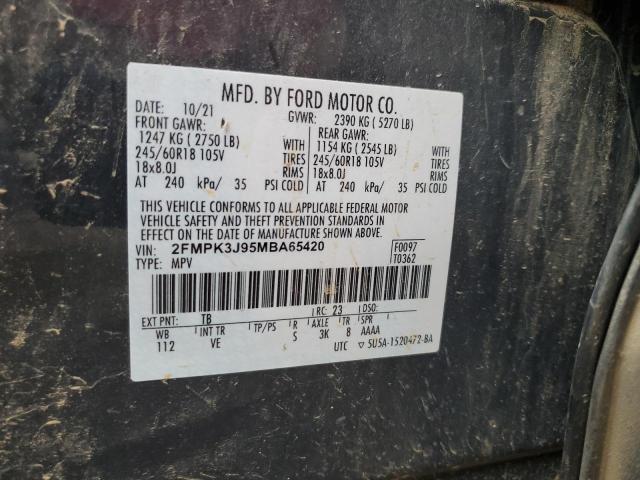 MFD. BY FORD MOTOR CO.
DATE: 10/21 GVWR: 2390 KG ( 5270 LB)
FRONT GAWR: REAR GAWR:
1247 KG ( 2750 LB) 1154 KG ( 2545 LB)
245/60R18 105V TIRES 245/60R18 105V TIRES
18x8.0J RIMS 18x8.0J RIMS
AT 240 kPa/ 35 PSI COLD AT 240 kPa/ 35 PSI COLD
THIS VEHICLE CONFORMS TO ALL APPLICABLE FEDERAL MOTOR
VEHICLE SAFETY AND THEFT PREVENTION STANDARDS IN
EFFECT ON THE DATE OF MANUFACTURE SHOWN ABOVE.
VIN: 2FMPK3J95MBA65420 F0097
TYPE: MPV T0362
EXT PNT: TB RC: 23 DSO:
WB INT TR TP/PS R AXLE TR SPR
112 VE S 3K 8 AAAA
UTC ▽ 5U5A-1520472-BA